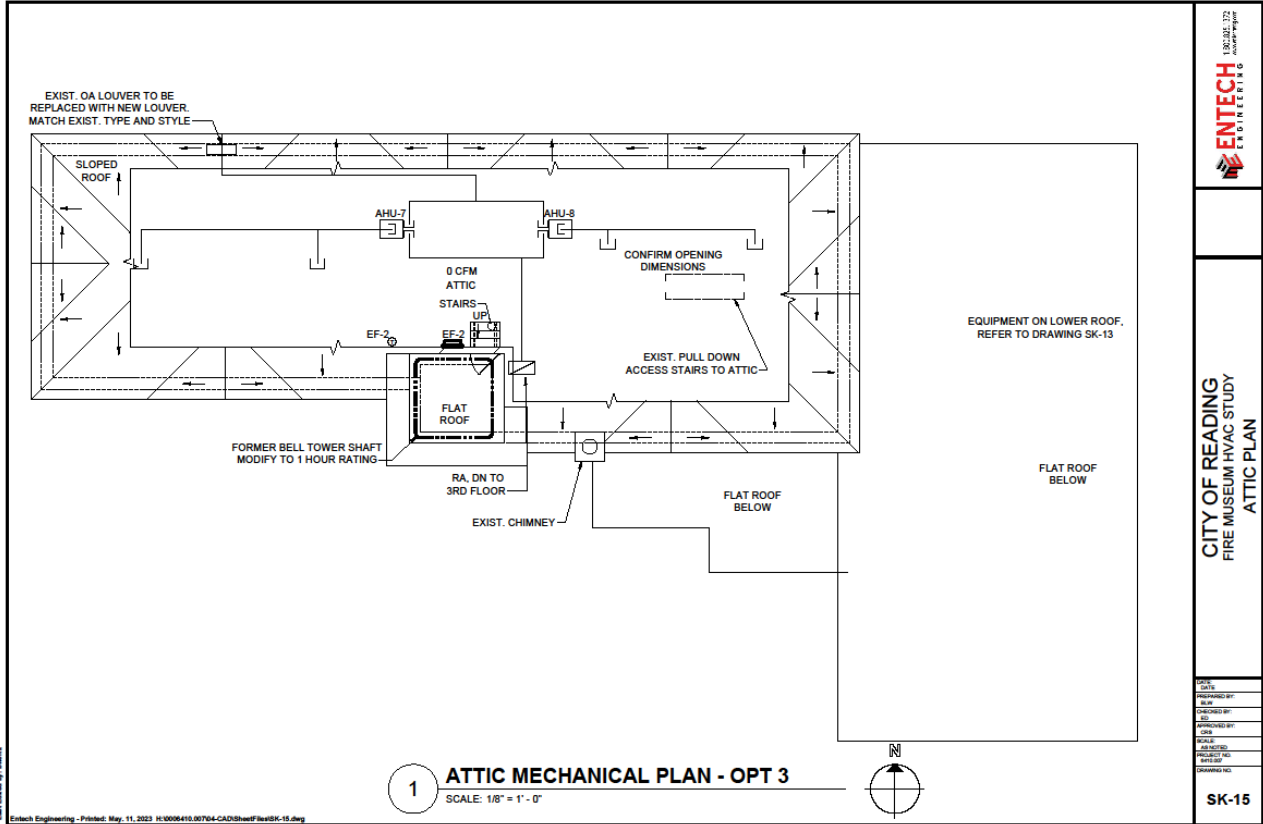 EXIST. OA LOUVER TO BE
REPLACED WITH NEW LOUVER.
MATCH EXIST. TYPE AND STYLE
SLOPED
ROOF
AHU-7
AHU-8
0 CFM
ATTIC
STAIRS
UP
CONFIRM OPENING
DIMENSIONS
EF-2
EF-2
EXIST. PULL DOWN
ACCESS STAIRS TO ATTIC
EQUIPMENT ON LOWER ROOF,
REFER TO DRAWING SK-13
FLAT
ROOF
FORMER BELL TOWER SHAFT
MODIFY TO 1 HOUR RATING
RA, DN TO
3RD FLOOR
EXIST. CHIMNEY
FLAT ROOF
BELOW
FLAT ROOF
BELOW
N
1
ATTIC MECHANICAL PLAN - OPT 3
SCALE: 1/8" = 1' - 0"
Entech Engineering - Printed: May. 11, 2023
ENTECH
ENGINEERING
CITY OF READING
FIRE MUSEUM HVAC STUDY
ATTIC PLAN
DATE:
DATE
PREPARED BY:
BLW
CHECKED BY:
ED
APPROVED BY:
CRS
SCALE:
AS NOTED
PROJECT NO.
DRAWING NO.
SK-15